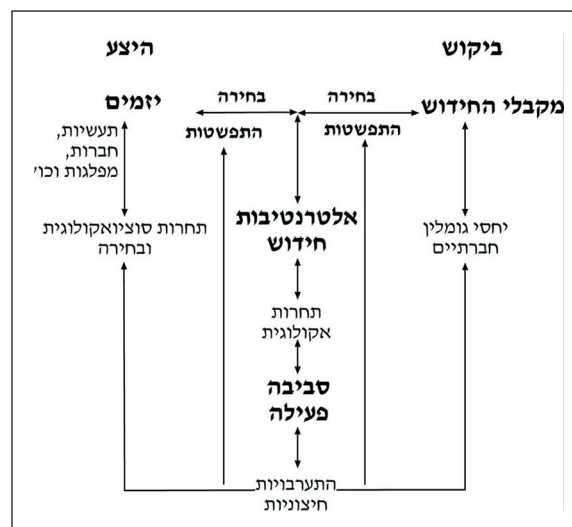 ביקוש
היצע
מקבלי החידוש
בחירה
התפשטות
בחירה
התפשטות
יזמים
תעשיות,
חברות,
מפלגות וכו'
יחסי גומלין
חברתיים
אלטרנטיבות
חידוש
תחרות סוציואקולוגית
ובחירה
תחרות
אקולוגית
סביבה
פעילה
התערבויות
חיצוניות